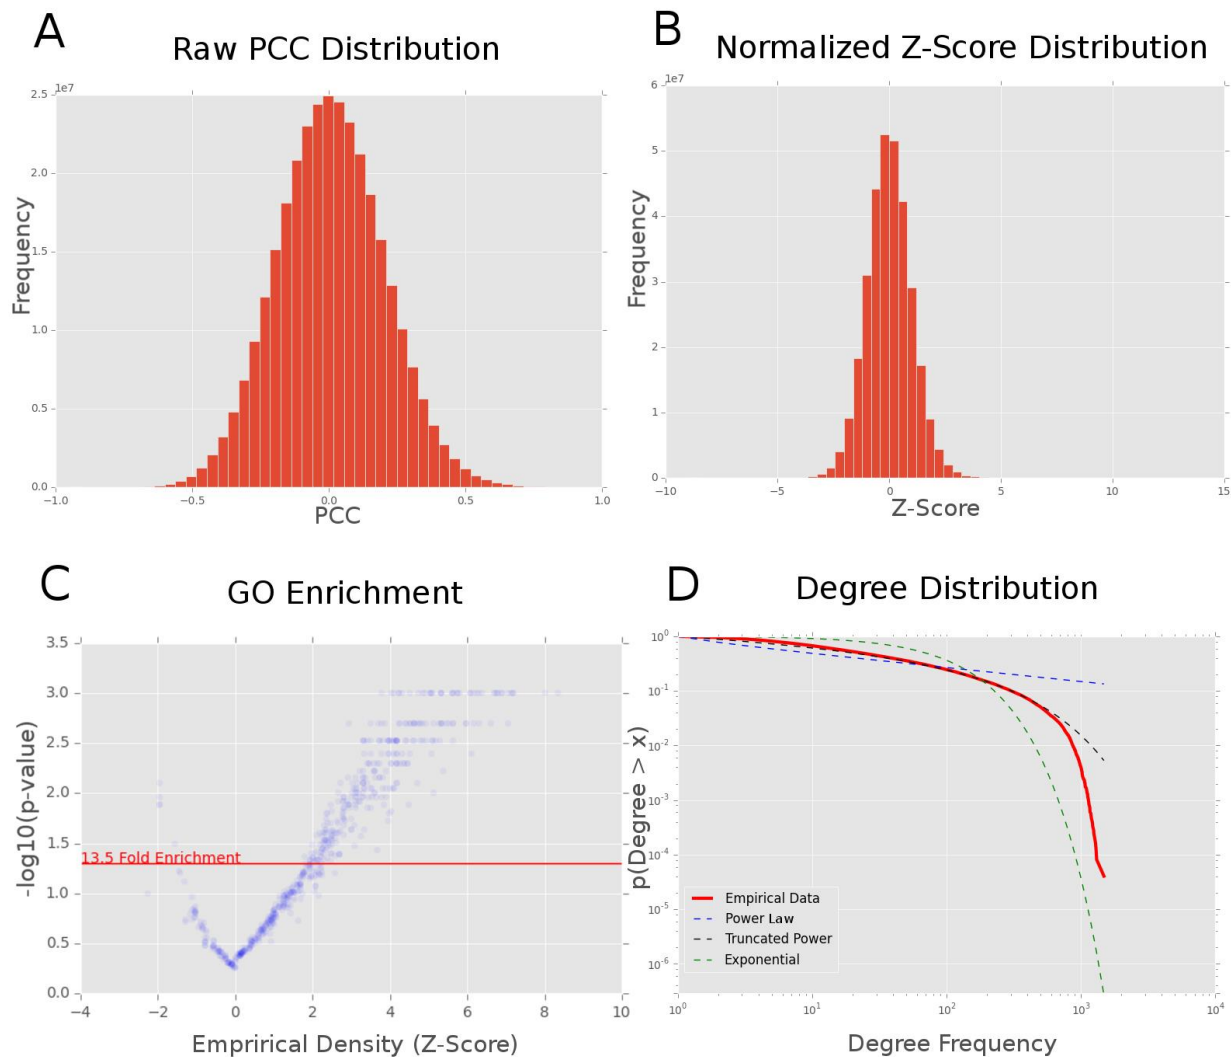 A
Raw PCC Distribution
1e7
2.5
2.0
1.5
1.0
0.5
0.0
Frequency
−1.0
−0.5
0.0
0.5
1.0
PCC
B
Normalized Z-Score Distribution
1e7
6
5
4
3
2
1
0
Frequency
−10
−5
0
5
10
15
Z-Score
C
GO Enrichment
3.5
3.0
2.5
2.0
1.5
1.0
0.5
0.0
-log10(p-value)
13.5 Fold Enrichment
−4
−2
0
2
4
6
8
10
Emprirical Density (Z-Score)
D
Degree Distribution
10^0
10^-1
10^-2
10^-3
10^-4
10^-5
10^-6
p(Degree > x)
Empirical Data
Power Law
Truncated Power
Exponential
10^0
10^1
10^2
10^3
10^4
Degree Frequency